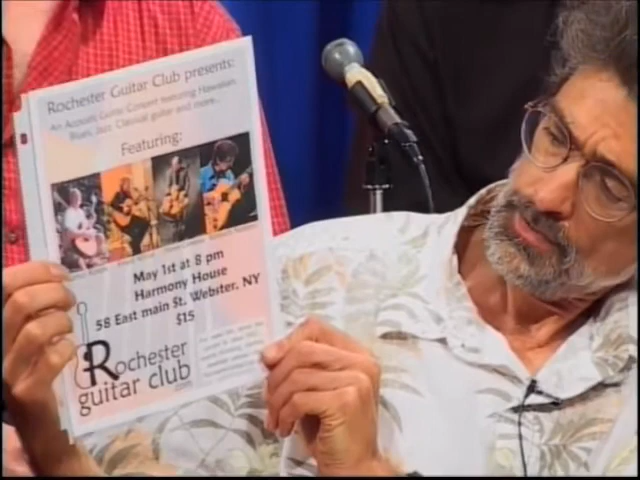 Rochester Guitar Club presents:
An Acoustic Guitar Concert featuring Hawaiian
Blues, Jazz, Classical guitar and more...
Featuring:
May 1st at 8 pm
Harmony House
58 East main St. Webster, NY
$15
Rochester
guitar club